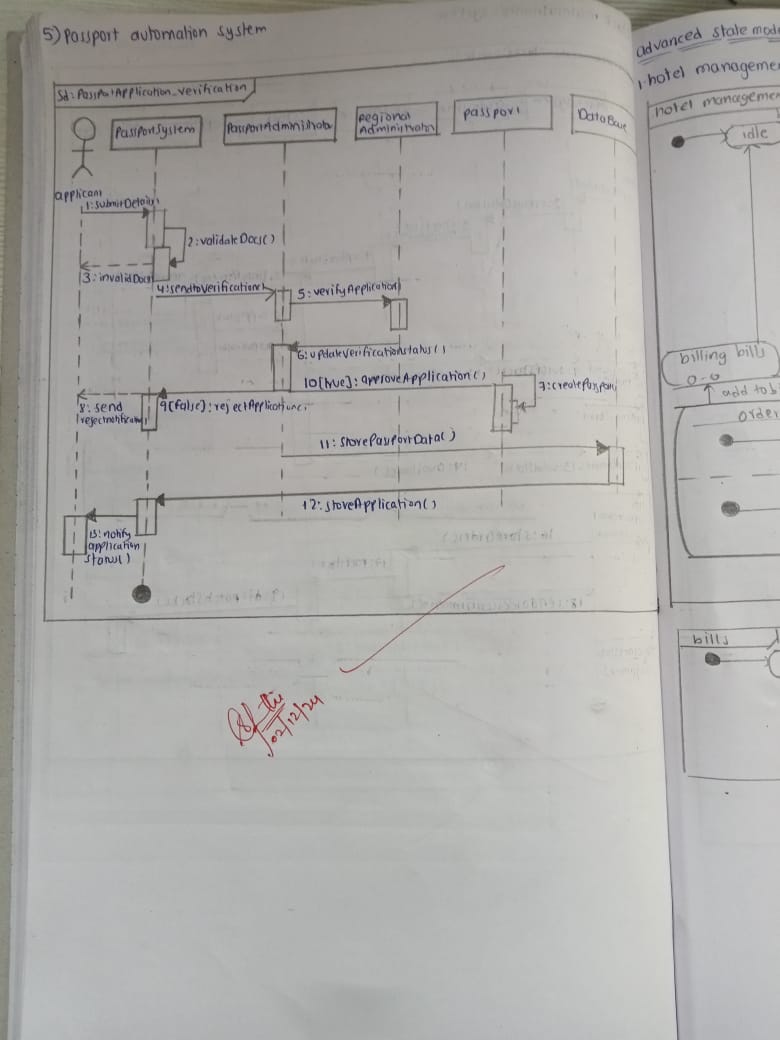 5) Passport automation system
Sd: PassPortApplication_verification
PassPortSystem
PassPortAdministrator
Regional
Administrator
Passport
DataBase
applicant
1: submitDetails
2: validateDocs()
3: invalidDocs
4: sendtoverification
5: verifyApplication
6: updateVerificationstatus()
10[true]: approveApplication()
7: createPassport
8: send
rejectnotification
9[false]: rejectApplication
11: storePassportData()
12: storeApplication()
13: notify
application
status()
02/12/24
advanced state mod
1. hotel manageme
hotel managemen
idle
billing bills
add to b
order
bills